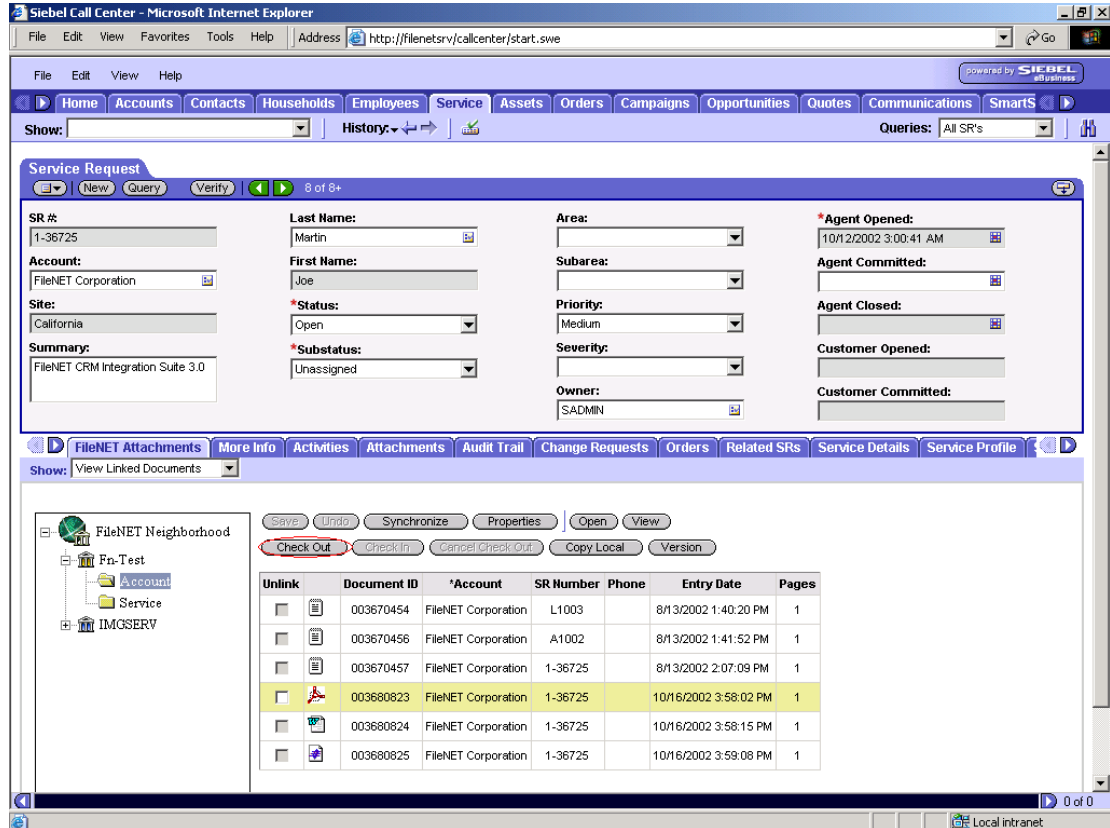 Siebel Call Center - Microsoft Internet Explorer
File Edit View Favorites Tools Help Address http://filenetsrv/callcenter/start.swe Go
File Edit View Help powered by SIEBEL eBusiness
Home Accounts Contacts Households Employees Service Assets Orders Campaigns Opportunities Quotes Communications SmartS
Show: History: Queries: All SR's
Service Request
New Query Verify 8 of 8+
SR #: Last Name: Area: *Agent Opened:
1-36725 Martin 10/12/2002 3:00:41 AM
Account: First Name: Subarea: Agent Committed:
FileNET Corporation Joe
Site: *Status: Priority: Agent Closed:
California Open Medium
Summary: *Substatus: Severity: Customer Opened:
FileNET CRM Integration Suite 3.0 Unassigned
Owner: Customer Committed:
SADMIN
FileNET Attachments More Info Activities Attachments Audit Trail Change Requests Orders Related SRs Service Details Service Profile
Show: View Linked Documents
FileNET Neighborhood
Fn-Test
Account
Service
IMGSERV
Save Undo Synchronize Properties Open View
Check Out Check In Cancel Check Out Copy Local Version
Unlink Document ID *Account SR Number Phone Entry Date Pages
003670454 FileNET Corporation L1003 8/13/2002 1:40:20 PM 1
003670456 FileNET Corporation A1002 8/13/2002 1:41:52 PM 1
003670457 FileNET Corporation 1-36725 8/13/2002 2:07:09 PM 1
003680823 FileNET Corporation 1-36725 10/16/2002 3:58:02 PM 1
003680824 FileNET Corporation 1-36725 10/16/2002 3:58:15 PM 1
003680825 FileNET Corporation 1-36725 10/16/2002 3:59:08 PM 1
0 of 0
Local intranet